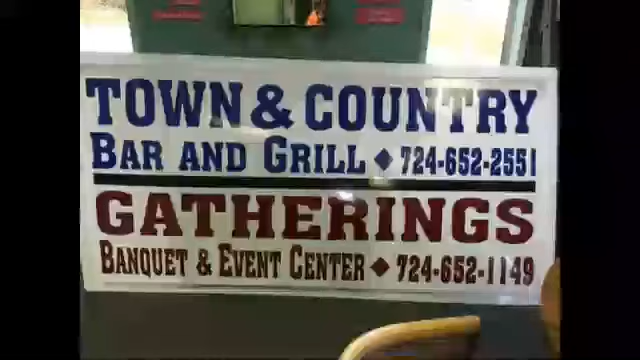 TOWN & COUNTRY
BAR AND GRILL ◆ 724-652-2551
GATHERINGS
BANQUET & EVENT CENTER ◆ 724-652-1149